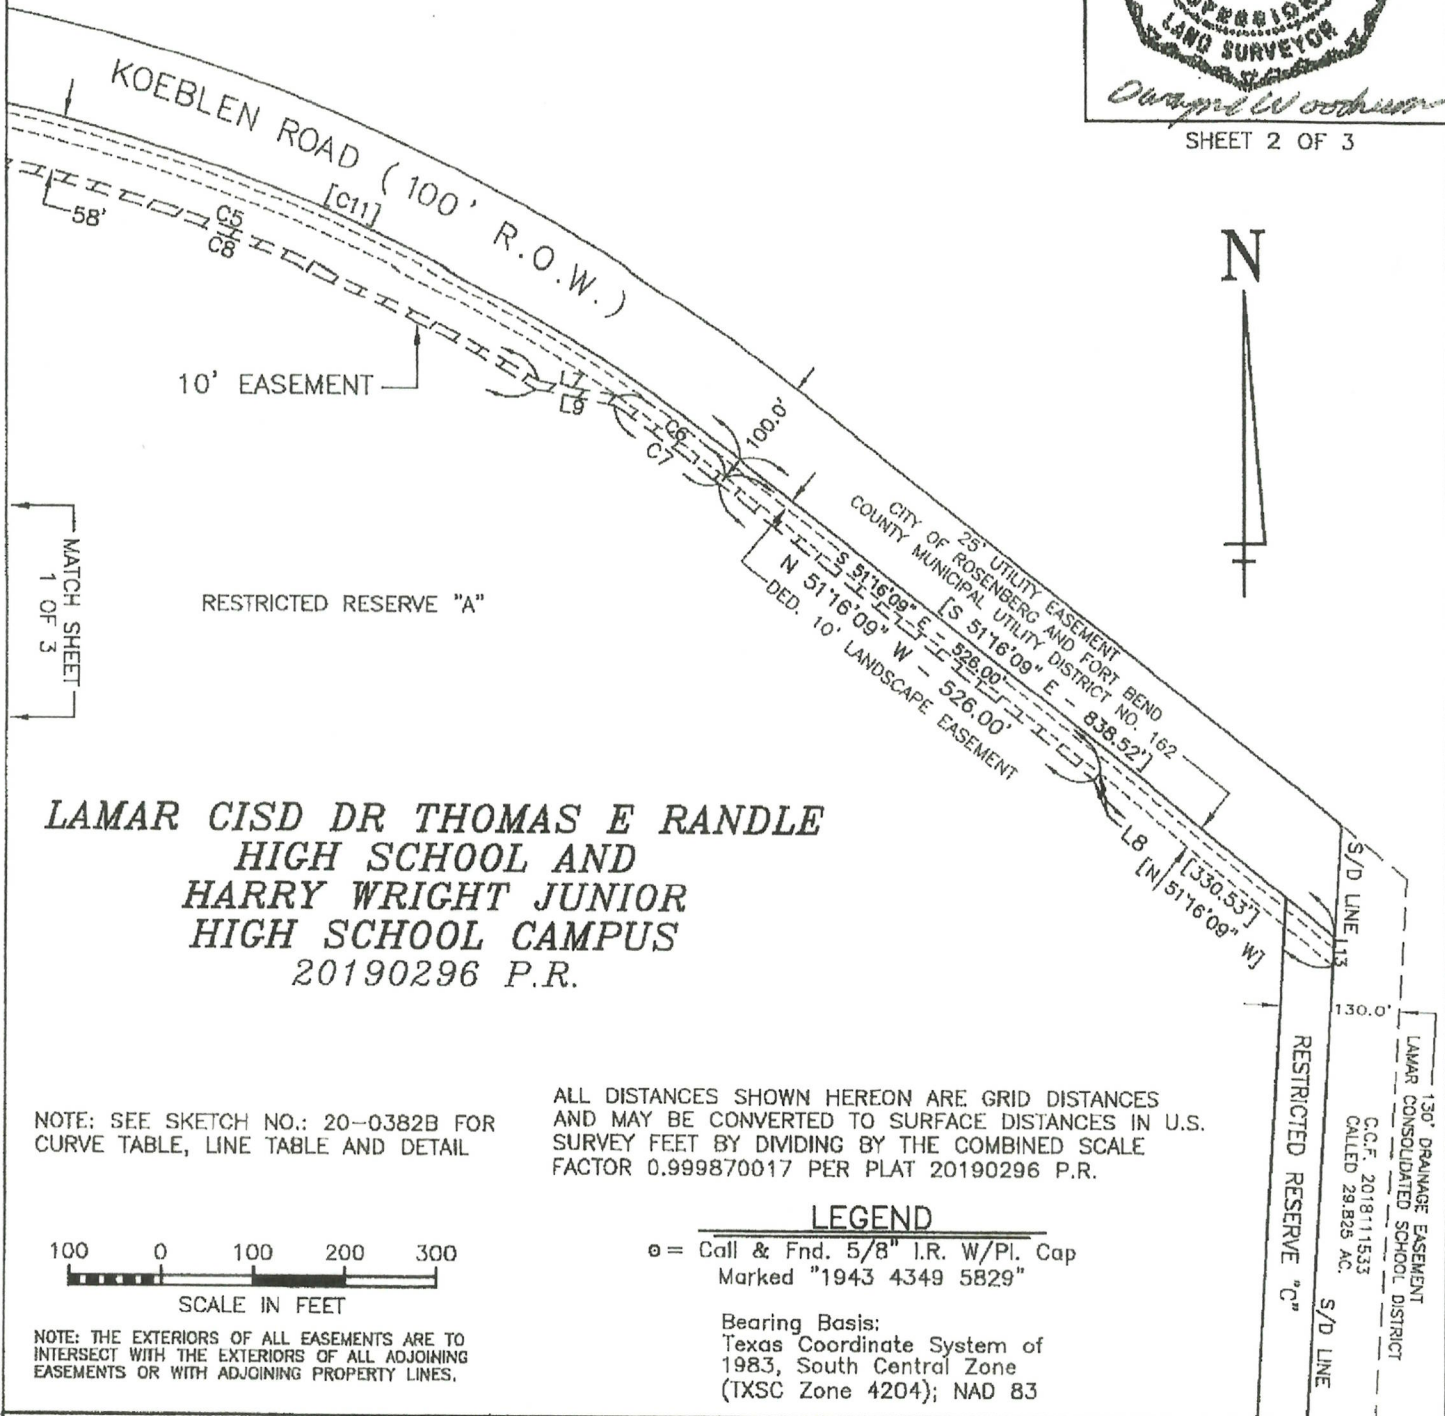 LAND SURVEYOR
SHEET 2 OF 3
KOEBLEN ROAD (100' R.O.W.)
[C11]
N
58'
C5
C8
10' EASEMENT
L7
L9
C6
C7
100.0'
25' UTILITY EASEMENT
CITY OF ROSENBERG AND FORT BEND
COUNTY MUNICIPAL UTILITY DISTRICT NO. 162
[S 51°16'09" E - 838.52']
S 51°16'09" E - 526.00'
N 51°16'09" W - 526.00'
DED. 10' LANDSCAPE EASEMENT
MATCH SHEET
1 OF 3
RESTRICTED RESERVE "A"
L8
[330.53']
[N 51°16'09" W]
S/D LINE
L13
LAMAR CISD DR THOMAS E RANDLE
HIGH SCHOOL AND
HARRY WRIGHT JUNIOR
HIGH SCHOOL CAMPUS
20190296 P.R.
130.0'
130' DRAINAGE EASEMENT
LAMAR CONSOLIDATED SCHOOL DISTRICT
C.C.F. 2018111533
CALLED 29.825 AC.
RESTRICTED RESERVE "C"
S/D LINE
NOTE: SEE SKETCH NO.: 20-0382B FOR
CURVE TABLE, LINE TABLE AND DETAIL
ALL DISTANCES SHOWN HEREON ARE GRID DISTANCES
AND MAY BE CONVERTED TO SURFACE DISTANCES IN U.S.
SURVEY FEET BY DIVIDING BY THE COMBINED SCALE
FACTOR 0.999870017 PER PLAT 20190296 P.R.
LEGEND
= Call & Fnd. 5/8" I.R. W/Pl. Cap
Marked "1943 4349 5829"
100 0 100 200 300
SCALE IN FEET
NOTE: THE EXTERIORS OF ALL EASEMENTS ARE TO
INTERSECT WITH THE EXTERIORS OF ALL ADJOINING
EASEMENTS OR WITH ADJOINING PROPERTY LINES.
Bearing Basis:
Texas Coordinate System of
1983, South Central Zone
(TXSC Zone 4204); NAD 83